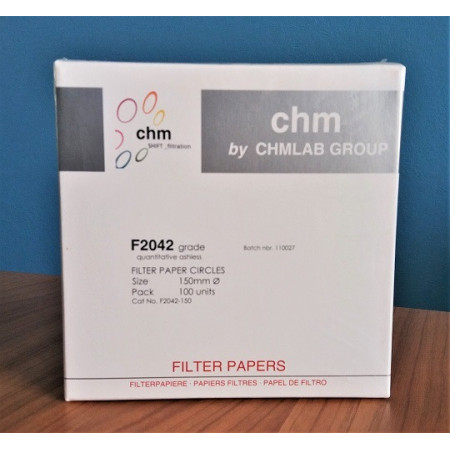 chm
SHIFT_filtration
chm
by CHMLAB GROUP
F2042 grade
quantitative ashless
Batch nbr. 110027
FILTER PAPER CIRCLES
Size 150mm Ø
Pack 100 units
Cat No. F2042-150
FILTER PAPERS
FILTERPAPIERE - PAPIERS FILTRES - PAPEL DE FILTRO